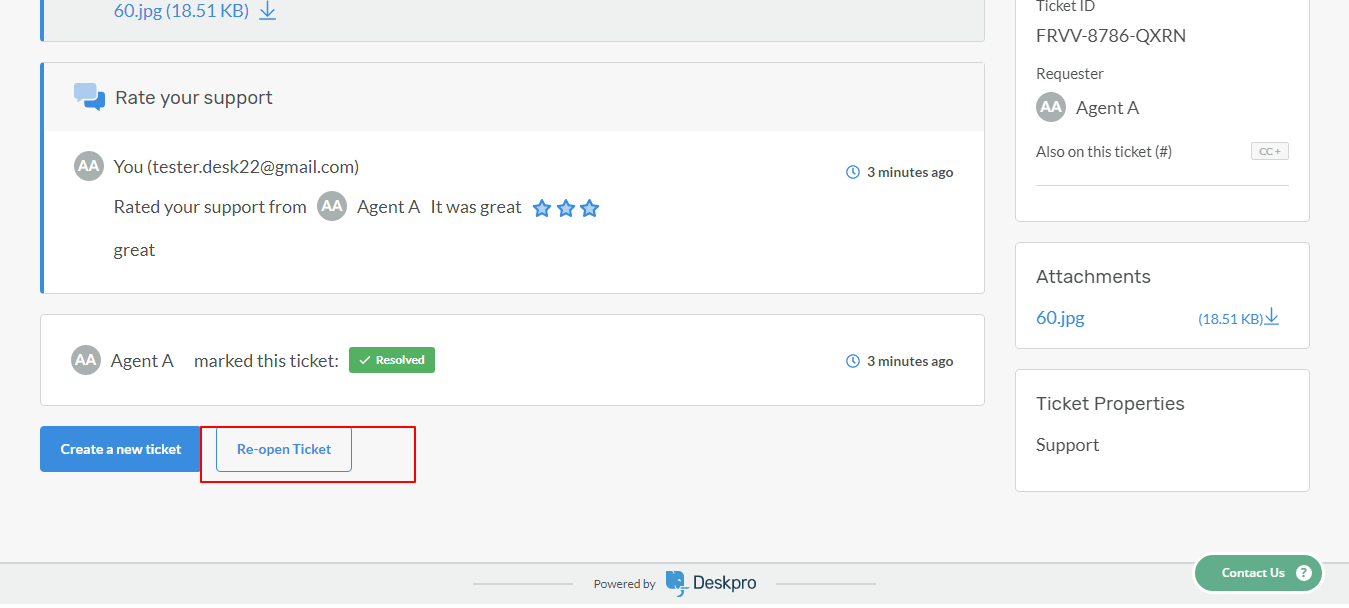 60.jpg (18.51 KB)
Rate your support
AA You (tester.desk22@gmail.com)
3 minutes ago
Rated your support from AA Agent A It was great
great
AA Agent A marked this ticket: Resolved
3 minutes ago
Create a new ticket
Re-open Ticket
Ticket ID
FRVV-8786-QXRN
Requester
AA Agent A
Also on this ticket (#) CC +
Attachments
60.jpg (18.51 KB)
Ticket Properties
Support
Powered by Deskpro
Contact Us ?